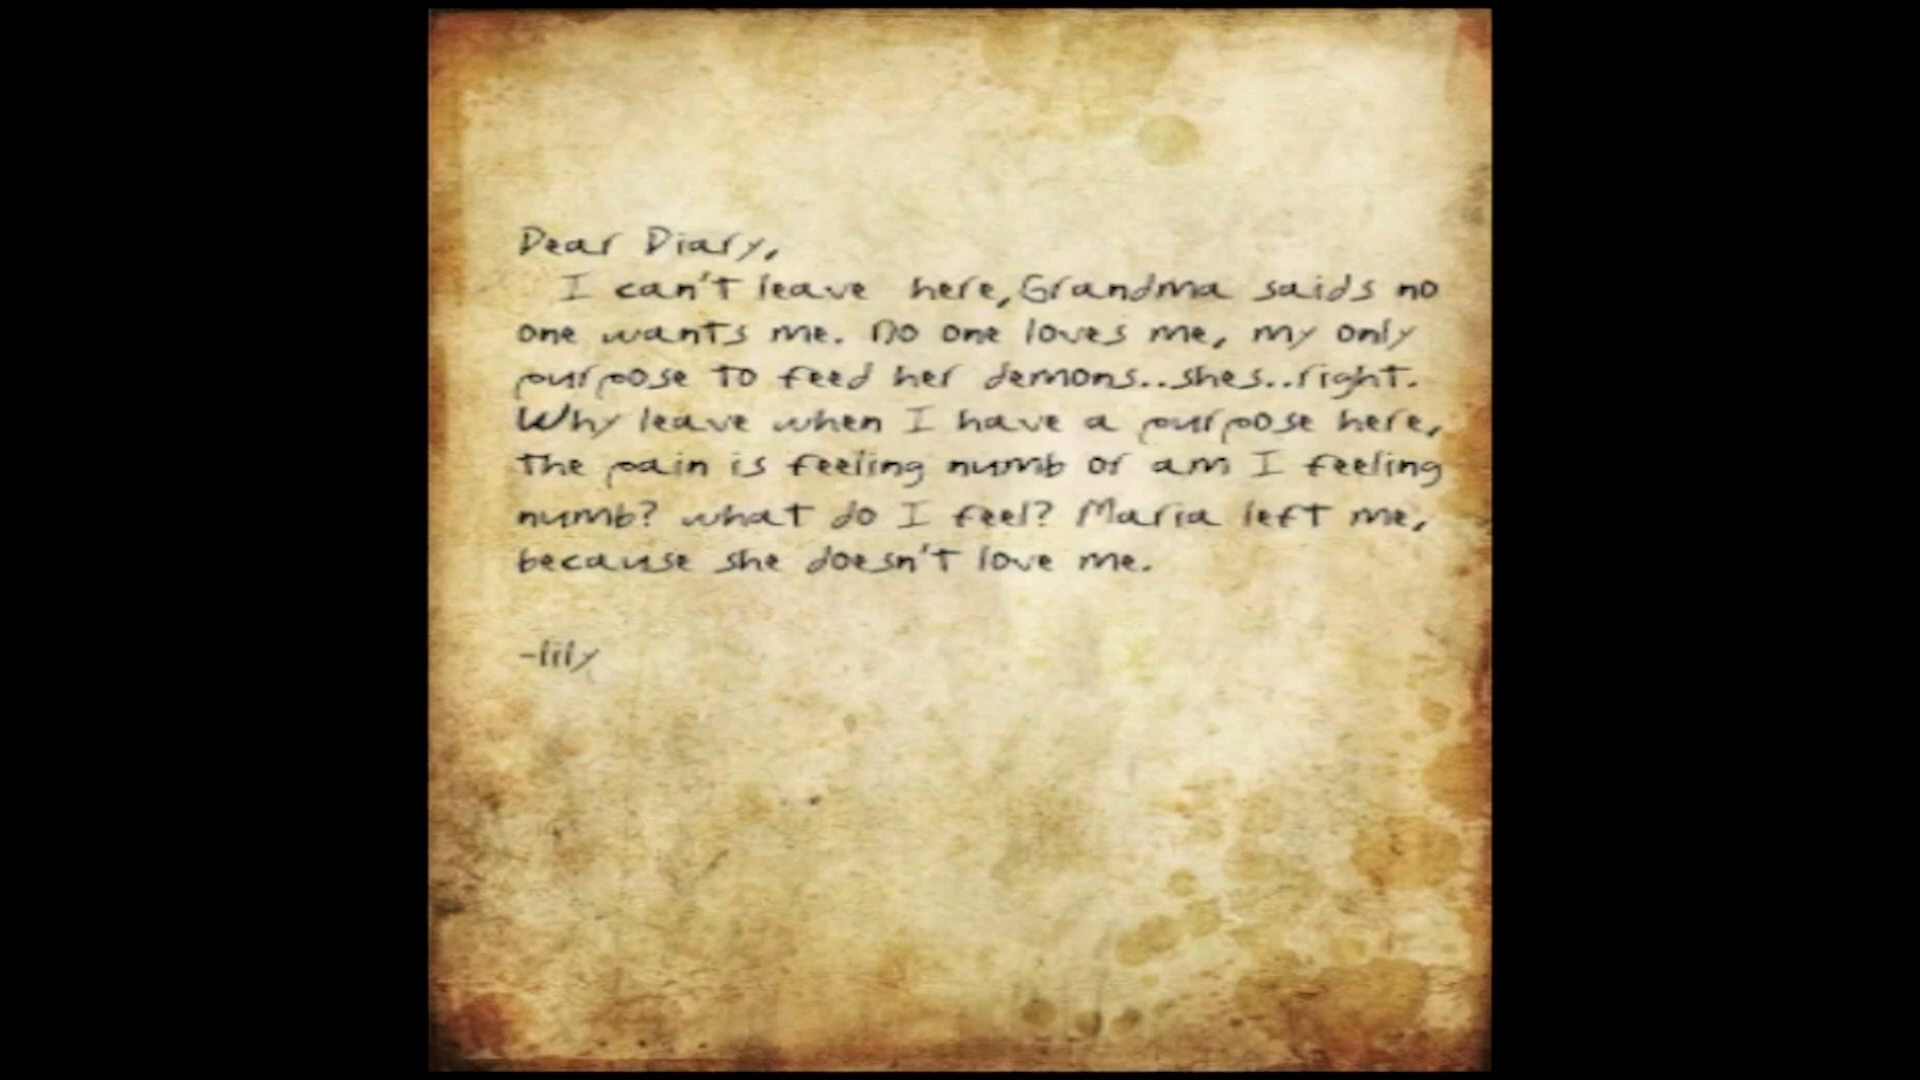 Dear Diary,
I can't leave here, Grandma saids no
one wants me. No one loves me, my only
purpose to feed her demons..shes..right.
Why leave when I have a purpose here,
the pain is feeling numb or am I feeling
numb? what do I feel? Maria left me,
because she doesn't love me.
-lily